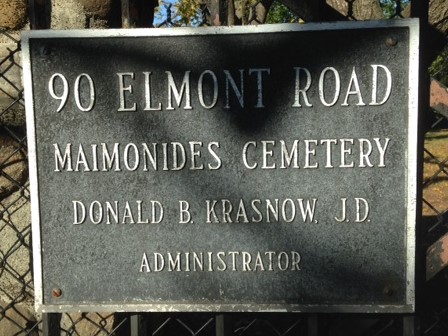 90 ELMONT ROAD
MAIMONIDES CEMETERY
DONALD B. KRASNOW, J.D.
ADMINISTRATOR